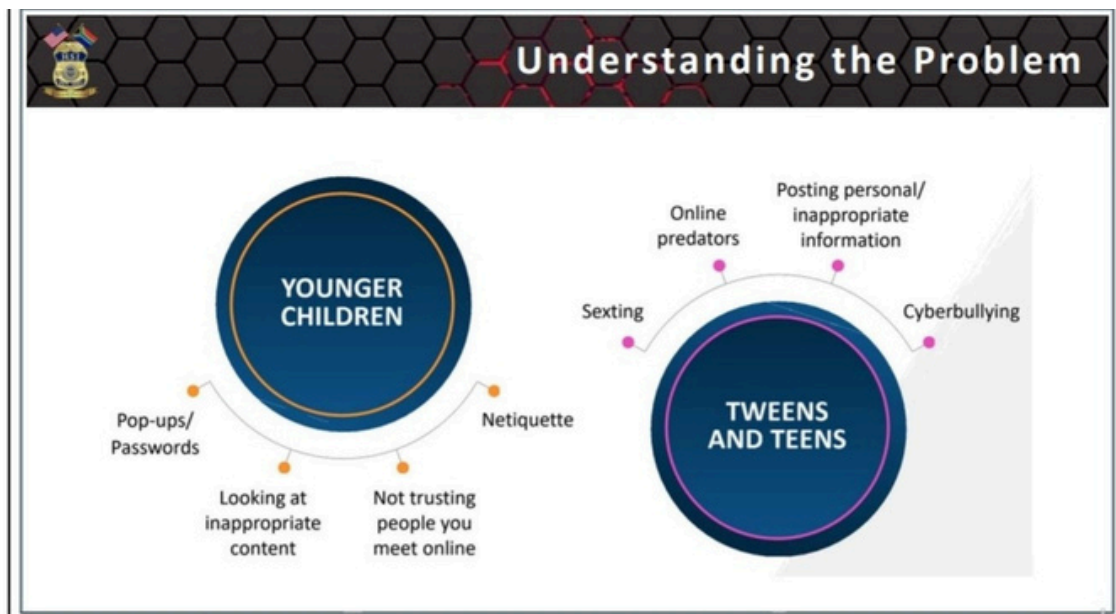 Understanding the Problem
YOUNGER
CHILDREN
Pop-ups/
Passwords
Looking at
inappropriate
content
Not trusting
people you
meet online
Netiquette
Sexting
Online
predators
Posting personal/
inappropriate
information
Cyberbullying
TWEENS
AND TEENS